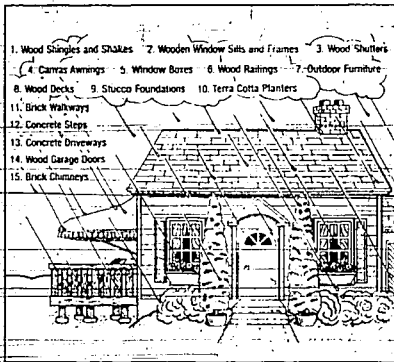 1. Wood Shingles and Shakes 2. Wooden Window Sills and Frames 3. Wood Shutters
4. Canvas Awnings 5. Window Boxes 6. Wood Railings 7. Outdoor Furniture
8. Wood Decks 9. Stucco Foundations 10. Terra Cotta Planters
11. Brick Walkways
12. Concrete Steps
13. Concrete Driveways
14. Wood Garage Doors
15. Brick Chimneys